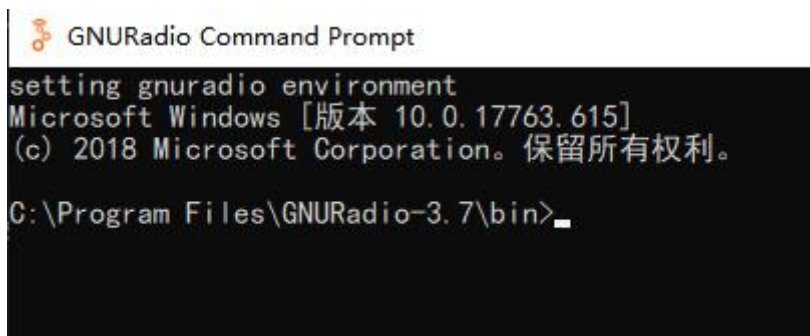 GNURadio Command Prompt
setting gnuradio environment
Microsoft Windows [版本 10.0.17763.615]
(c) 2018 Microsoft Corporation。保留所有权利。
C:\Program Files\GNURadio-3.7\bin>